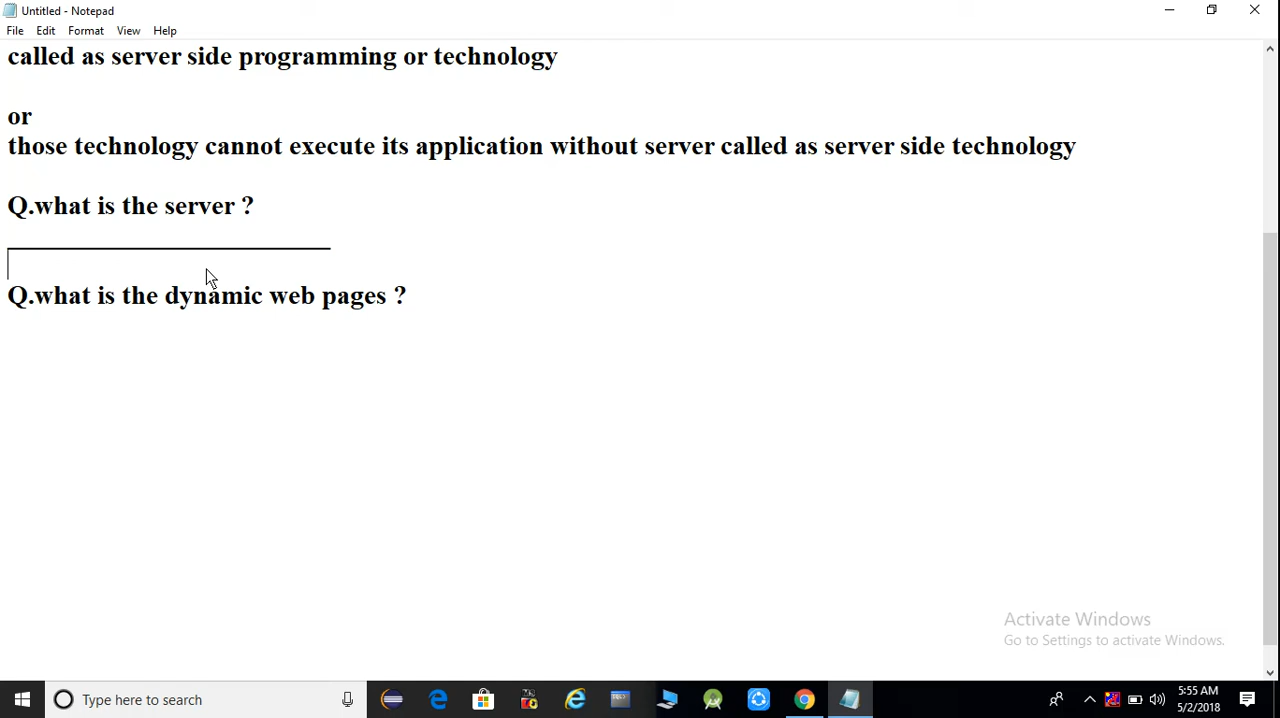 Untitled - Notepad
File Edit Format View Help
called as server side programming or technology
or
those technology cannot execute its application without server called as server side technology
Q.what is the server ?
Q.what is the dynamic web pages ?
Activate Windows
Go to Settings to activate Windows.
Type here to search
5:55 AM
5/2/2018